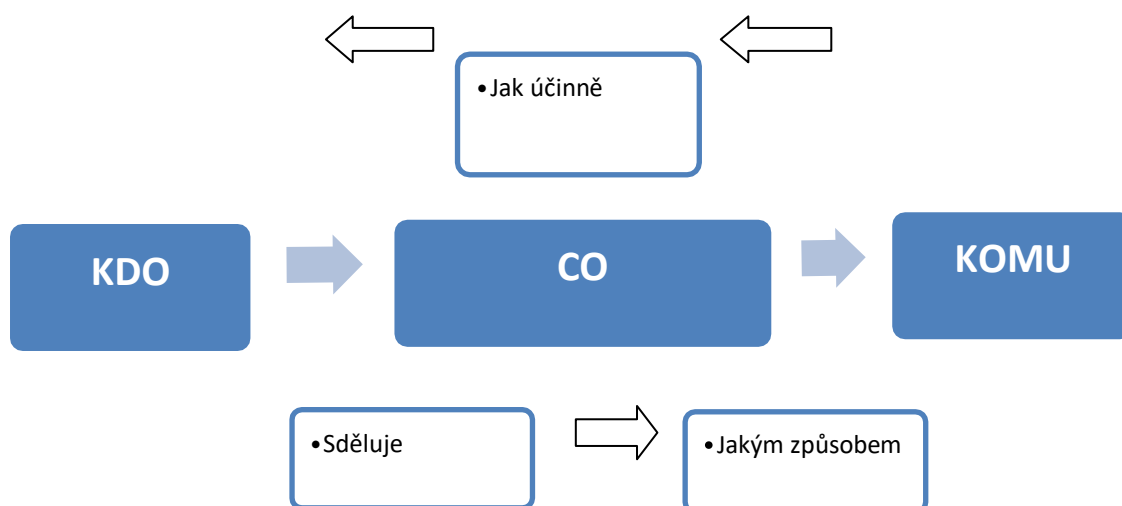 •Jak účinně
KDO
CO
KOMU
•Sděluje
•Jakým způsobem